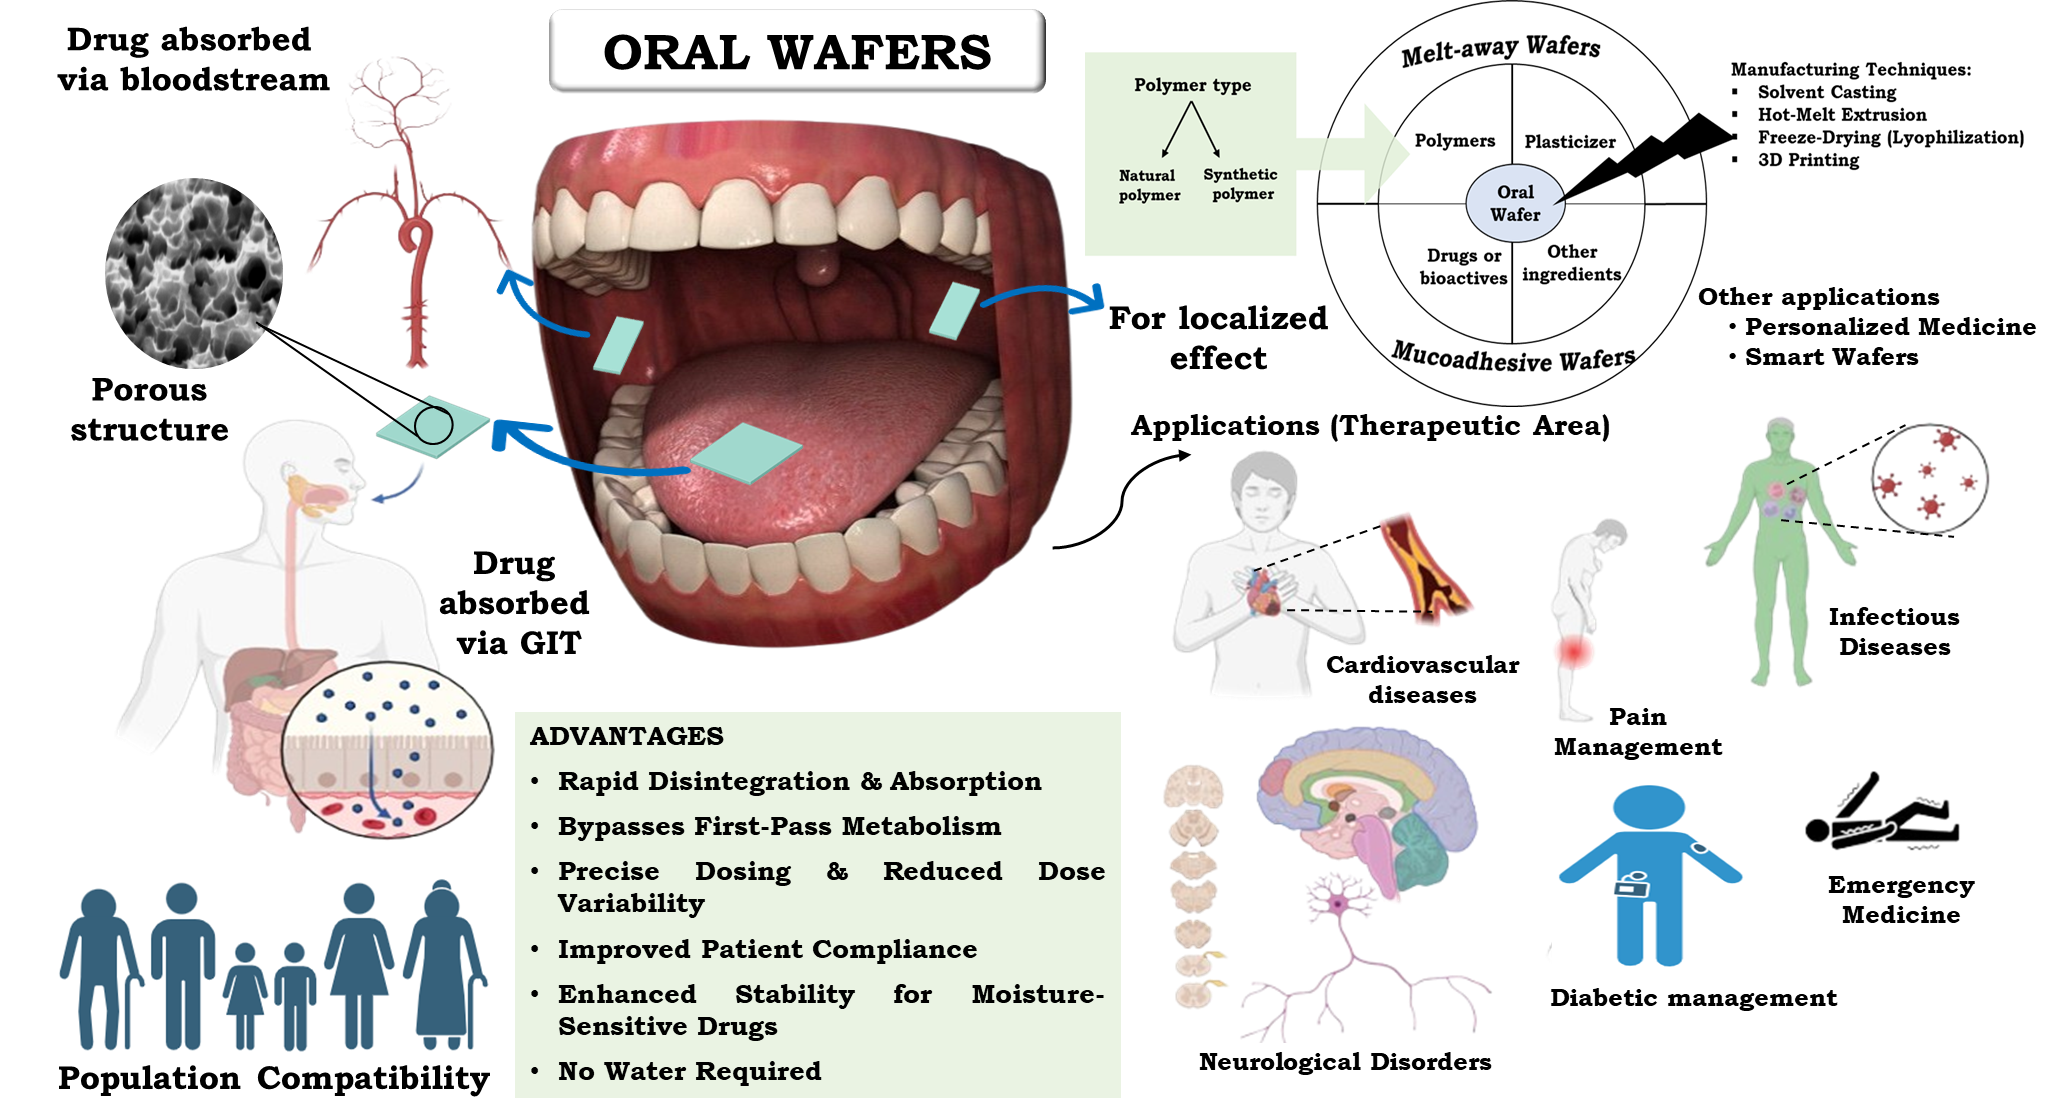 ORAL WAFERS
Drug absorbed
via bloodstream
Porous
structure
Drug
absorbed
via GIT
For localized
effect
Polymer type
Natural
polymer
Synthetic
polymer
Melt-away Wafers
Polymers
Plasticizer
Oral
Wafer
Drugs or
bioactives
Other
ingredients
Mucoadhesive Wafers
Manufacturing Techniques:
▪ Solvent Casting
▪ Hot-Melt Extrusion
▪ Freeze-Drying (Lyophilization)
▪ 3D Printing
Other applications
• Personalized Medicine
• Smart Wafers
Applications (Therapeutic Area)
Cardiovascular
diseases
Pain
Management
Infectious
Diseases
Neurological Disorders
Diabetic management
Emergency
Medicine
ADVANTAGES
• Rapid Disintegration & Absorption
• Bypasses First-Pass Metabolism
• Precise Dosing & Reduced Dose
Variability
• Improved Patient Compliance
• Enhanced Stability for Moisture-
Sensitive Drugs
• No Water Required
Population Compatibility